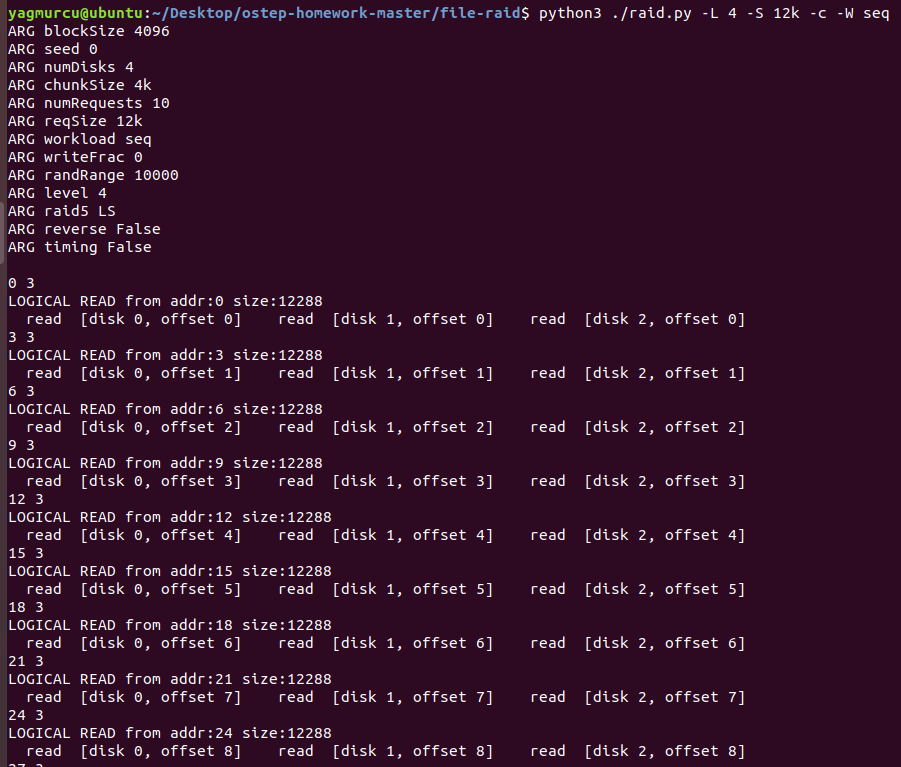 yagmurcu@ubuntu:~/Desktop/ostep-homework-master/file-raid$ python3 ./raid.py -L 4 -S 12k -c -W seq
ARG blockSize 4096
ARG seed 0
ARG numDisks 4
ARG chunkSize 4k
ARG numRequests 10
ARG reqSize 12k
ARG workload seq
ARG writeFrac 0
ARG randRange 10000
ARG level 4
ARG raid5 LS
ARG reverse False
ARG timing False

0 3
LOGICAL READ from addr:0 size:12288
  read  [disk 0, offset 0]    read  [disk 1, offset 0]    read  [disk 2, offset 0]
3 3
LOGICAL READ from addr:3 size:12288
  read  [disk 0, offset 1]    read  [disk 1, offset 1]    read  [disk 2, offset 1]
6 3
LOGICAL READ from addr:6 size:12288
  read  [disk 0, offset 2]    read  [disk 1, offset 2]    read  [disk 2, offset 2]
9 3
LOGICAL READ from addr:9 size:12288
  read  [disk 0, offset 3]    read  [disk 1, offset 3]    read  [disk 2, offset 3]
12 3
LOGICAL READ from addr:12 size:12288
  read  [disk 0, offset 4]    read  [disk 1, offset 4]    read  [disk 2, offset 4]
15 3
LOGICAL READ from addr:15 size:12288
  read  [disk 0, offset 5]    read  [disk 1, offset 5]    read  [disk 2, offset 5]
18 3
LOGICAL READ from addr:18 size:12288
  read  [disk 0, offset 6]    read  [disk 1, offset 6]    read  [disk 2, offset 6]
21 3
LOGICAL READ from addr:21 size:12288
  read  [disk 0, offset 7]    read  [disk 1, offset 7]    read  [disk 2, offset 7]
24 3
LOGICAL READ from addr:24 size:12288
  read  [disk 0, offset 8]    read  [disk 1, offset 8]    read  [disk 2, offset 8]